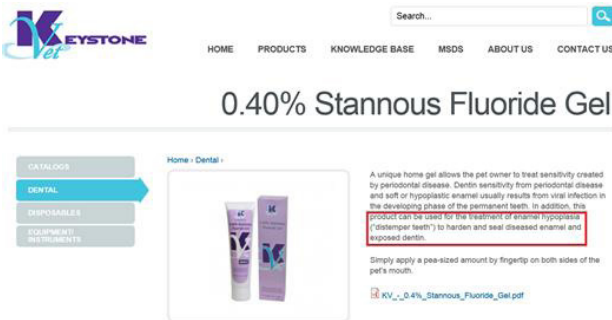 Search...
KEYSTONE
Vet
HOME PRODUCTS KNOWLEDGE BASE MSDS ABOUT US CONTACT US
0.40% Stannous Fluoride Gel
CATALOGS
DENTAL
DISPOSABLES
EQUIPMENT/
INSTRUMENTS
Home › Dental ›
A unique home gel allows the pet owner to treat sensitivity created
by periodontal disease. Dentin sensitivity from periodontal disease
and soft or hypoplastic enamel usually results from viral infection in
the developing phase of the permanent teeth. In addition, this
product can be used for the treatment of enamel hypoplasia
("distemper teeth") to harden and seal diseased enamel and
exposed dentin.
Simply apply a pea-sized amount by fingertip on both sides of the
pet's mouth.
KV_-_0.4%_Stannous_Fluoride_Gel.pdf